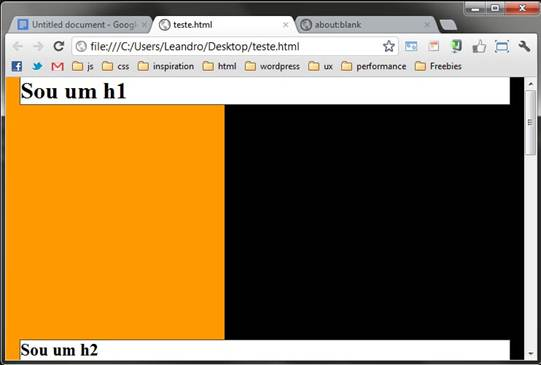 Untitled document - Googl
teste.html
about:blank
file:///C:/Users/Leandro/Desktop/teste.html
js
css
inspiration
html
wordpress
ux
performance
Freebies
Sou um h1
Sou um h2